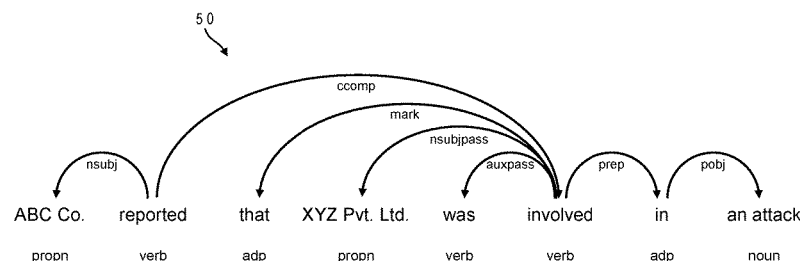 50
ccomp
mark
nsubjpass
nsubj auxpass prep pobj
ABC Co. reported that XYZ Pvt. Ltd. was involved in an attack
propn verb adp propn verb verb adp noun